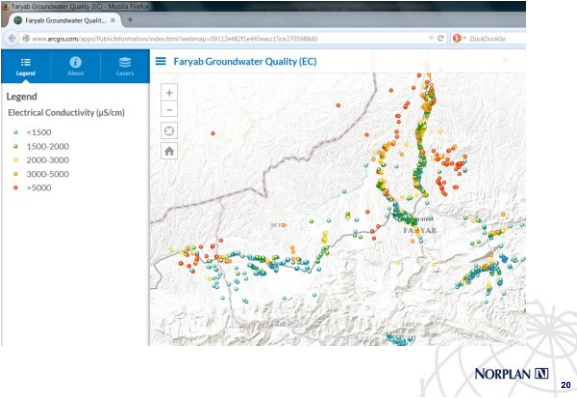 Faryab Groundwater Quality (EC) - Mozilla Firefox
Faryab Groundwater Qualit...
www.arcgis.com/apps/PublicInformation/index.html?webmap=
DuckDuckGo
Legend
About
Layers
Faryab Groundwater Quality (EC)
Legend
Electrical Conductivity (µS/cm)
<1500
1500-2000
2000-3000
3000-5000
>5000
FARYAB
NORPLAN N
20